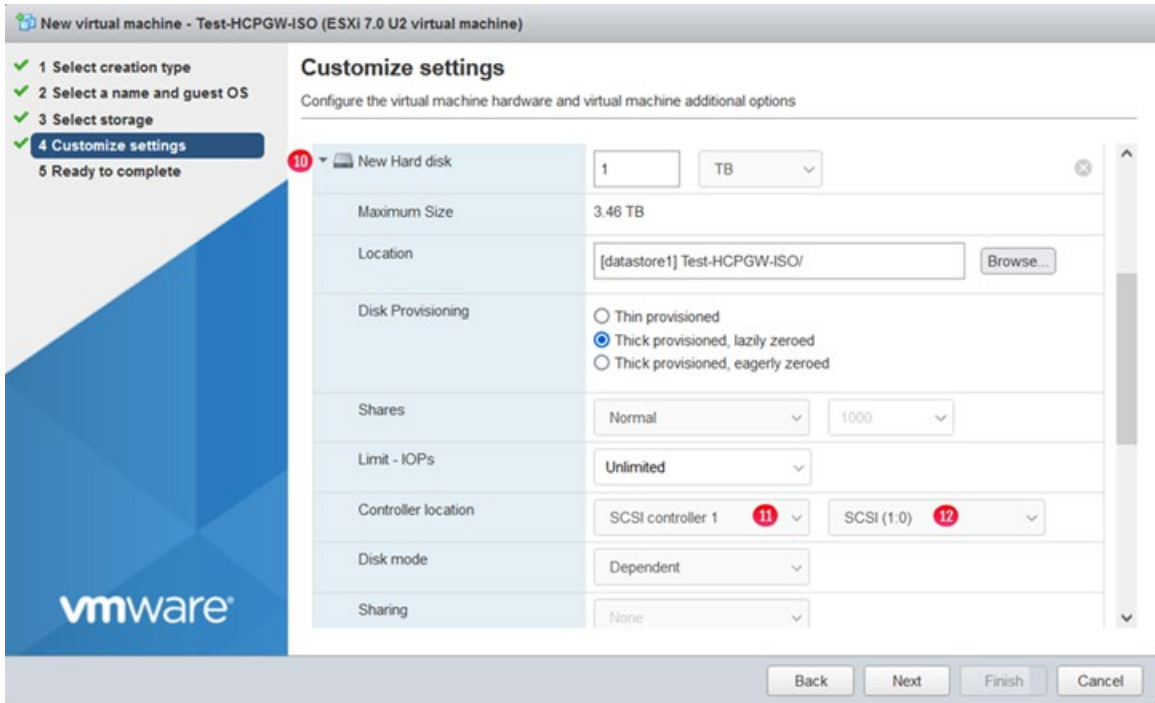 New virtual machine - Test-HCPGW-ISO (ESXi 7.0 U2 virtual machine)
1 Select creation type
2 Select a name and guest OS
3 Select storage
4 Customize settings
5 Ready to complete
Customize settings
Configure the virtual machine hardware and virtual machine additional options
10 New Hard disk 1 TB
Maximum Size 3.46 TB
Location [datastore1] Test-HCPGW-ISO/ Browse...
Disk Provisioning Thin provisioned
Thick provisioned, lazily zeroed
Thick provisioned, eagerly zeroed
Shares Normal 1000
Limit - IOPs Unlimited
Controller location SCSI controller 1 11 SCSI (1:0) 12
Disk mode Dependent
Sharing None
vmware®
Back Next Finish Cancel